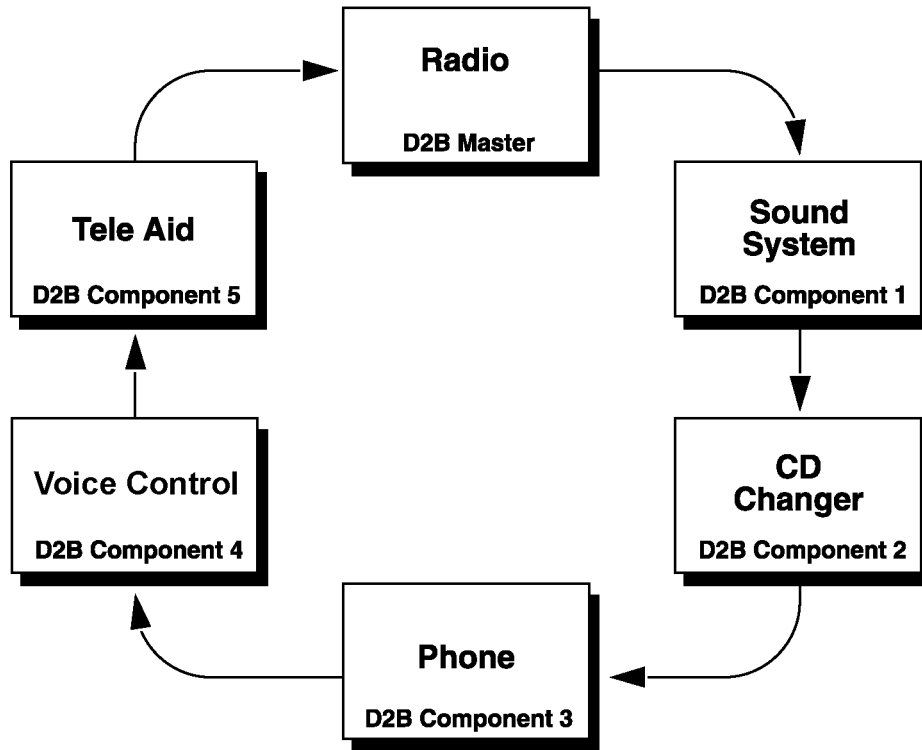 Radio
D2B Master
Sound
System
D2B Component 1
CD
Changer
D2B Component 2
Phone
D2B Component 3
Voice Control
D2B Component 4
Tele Aid
D2B Component 5